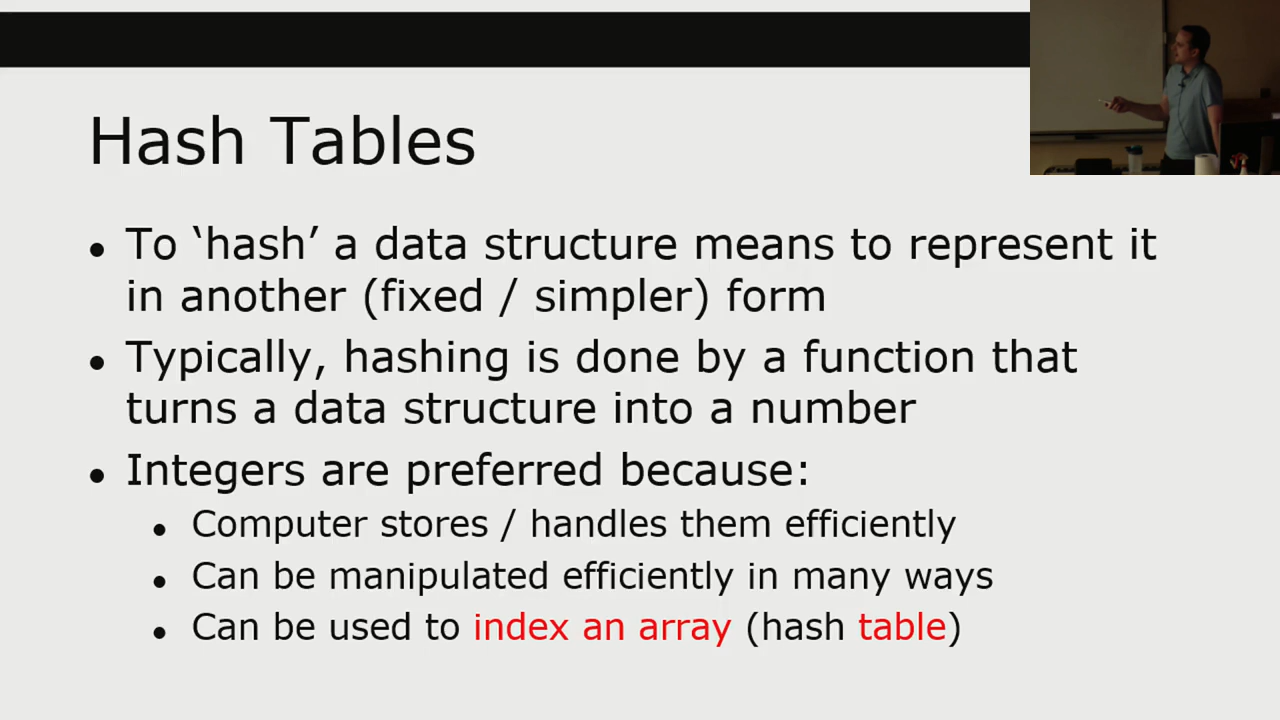 Hash Tables
• To ‘hash’ a data structure means to represent it
in another (fixed / simpler) form
• Typically, hashing is done by a function that
turns a data structure into a number
• Integers are preferred because:
• Computer stores / handles them efficiently
• Can be manipulated efficiently in many ways
• Can be used to index an array (hash table)